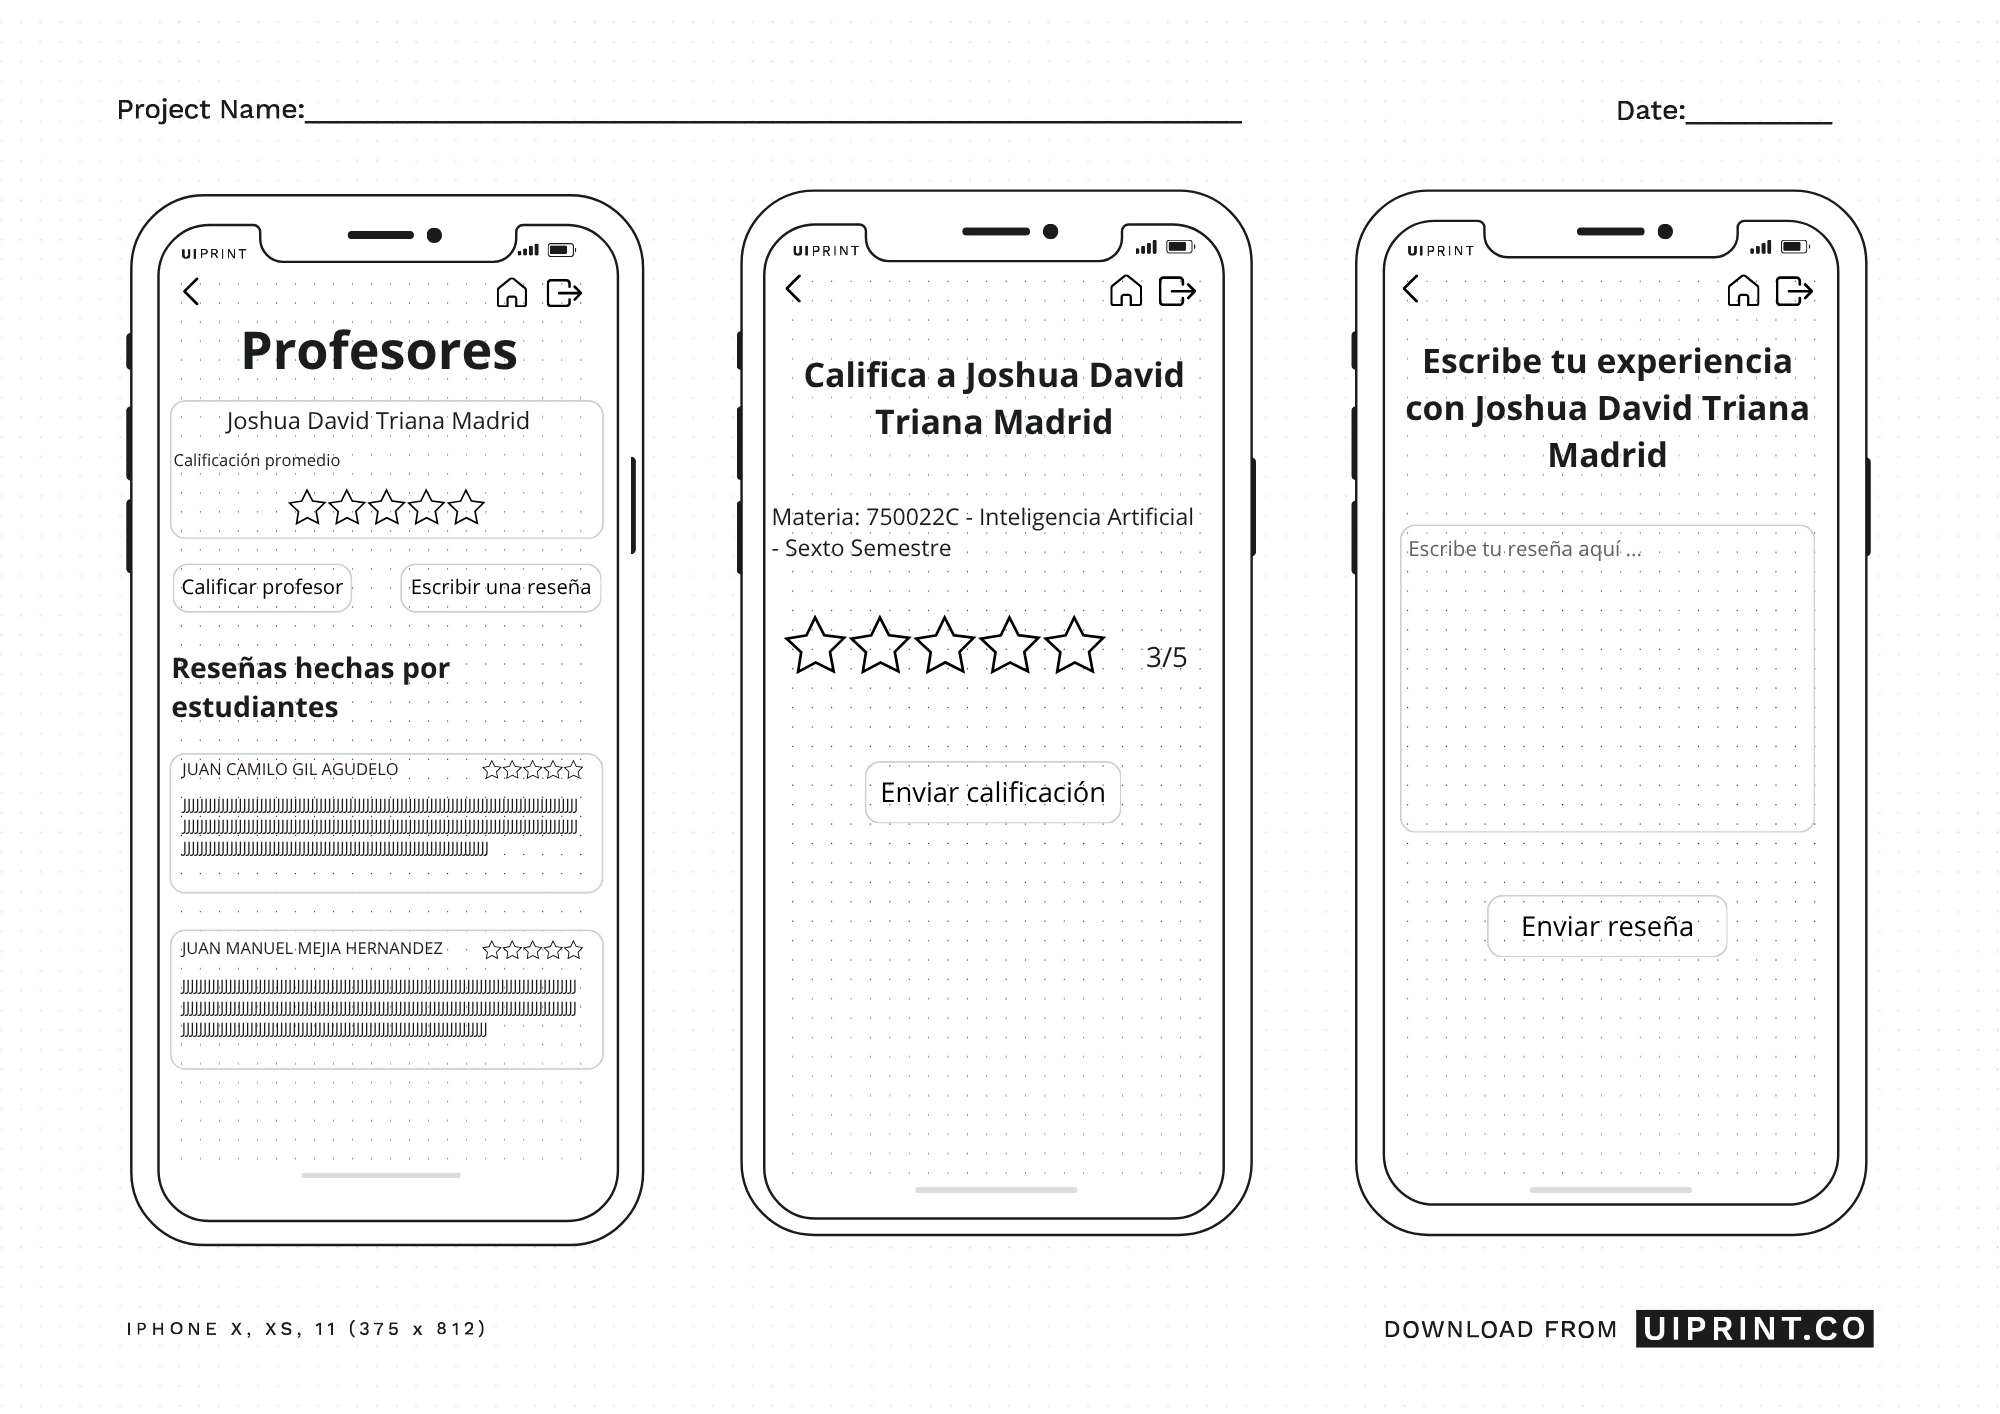 Project Name:
Date:
UIPRINT
Profesores
Joshua David Triana Madrid
Calificación promedio
Calificar profesor
Escribir una reseña
Reseñas hechas por
estudiantes
JUAN CAMILO GIL AGUDELO
JUAN MANUEL MEJIA HERNANDEZ
UIPRINT
Califica a Joshua David
Triana Madrid
Materia: 750022C - Inteligencia Artificial
- Sexto Semestre
3/5
Enviar calificación
UIPRINT
Escribe tu experiencia
con Joshua David Triana
Madrid
Escribe tu reseña aquí ...
Enviar reseña
IPHONE X, XS, 11 (375 x 812)
DOWNLOAD FROM UIPRINT.CO